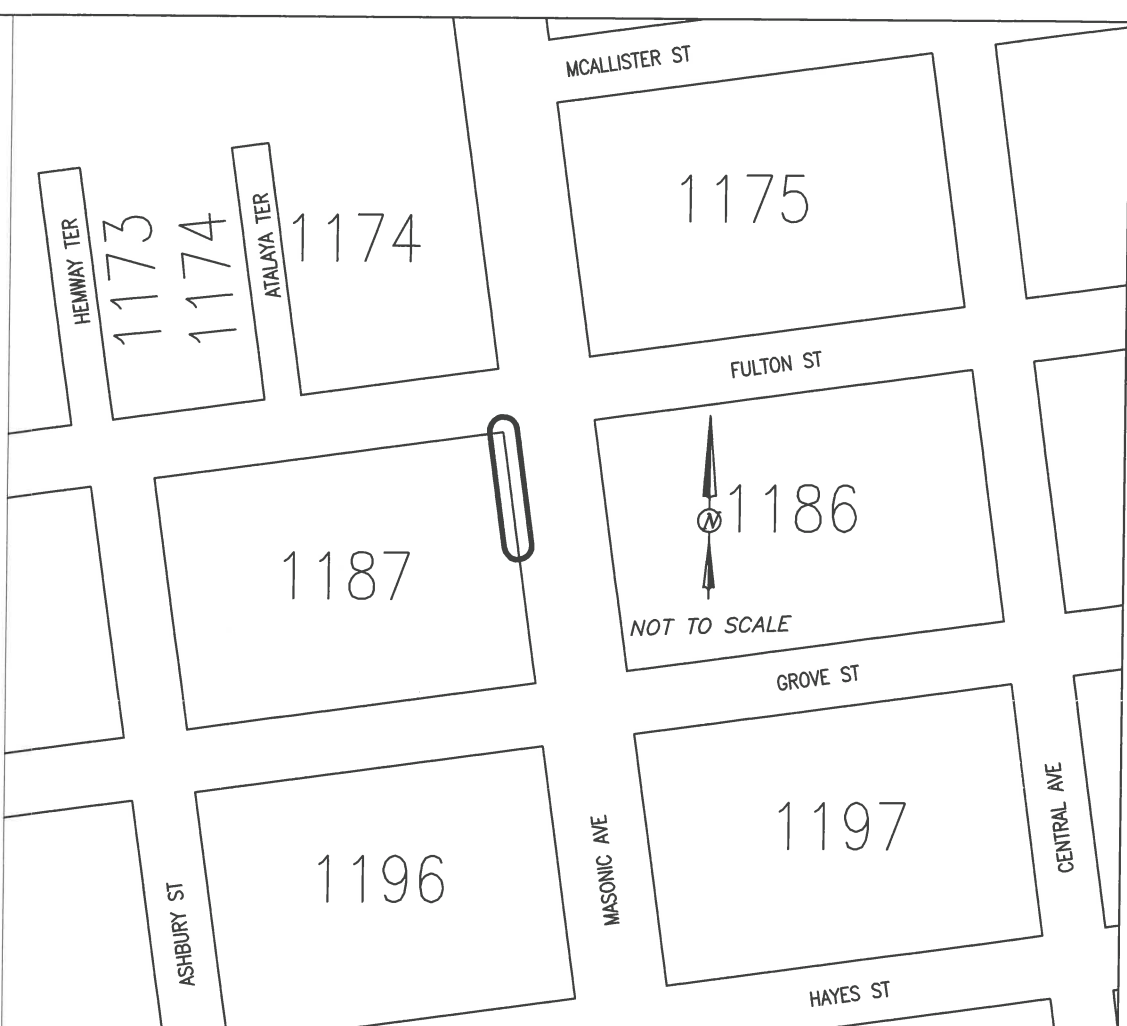 MCALLISTER ST
1175
HEMWAY TER
1173
1174
ATALAYA TER
1174
FULTON ST
N
1186
1187
NOT TO SCALE
GROVE ST
1197
CENTRAL AVE
MASONIC AVE
1196
ASHBURY ST
HAYES ST